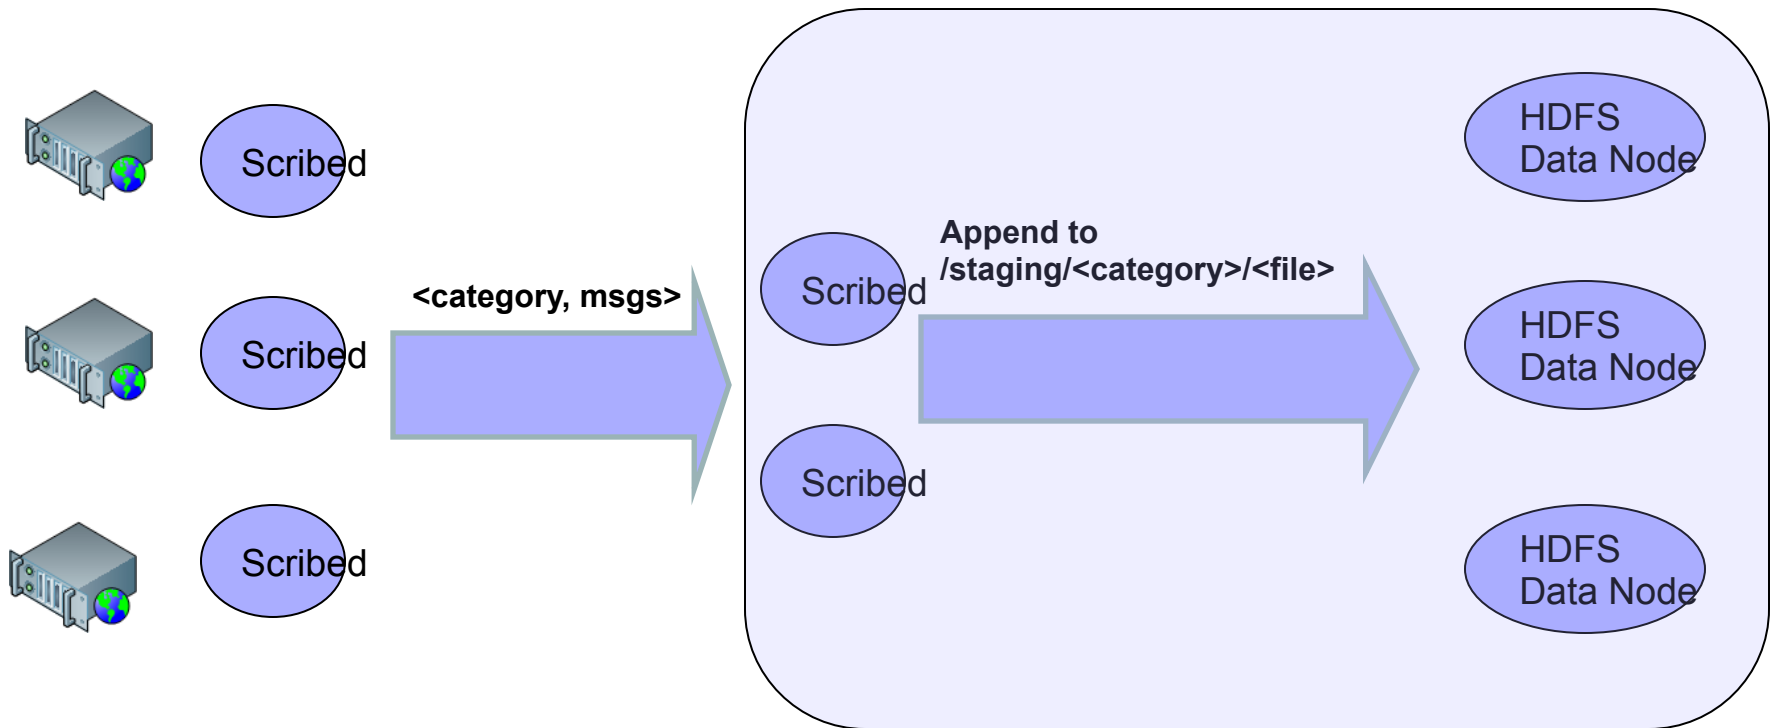 Scribed
Scribed
Scribed
<category, msgs>
Scribed
Scribed
Append to
/staging/<category>/<file>
HDFS
Data Node
HDFS
Data Node
HDFS
Data Node